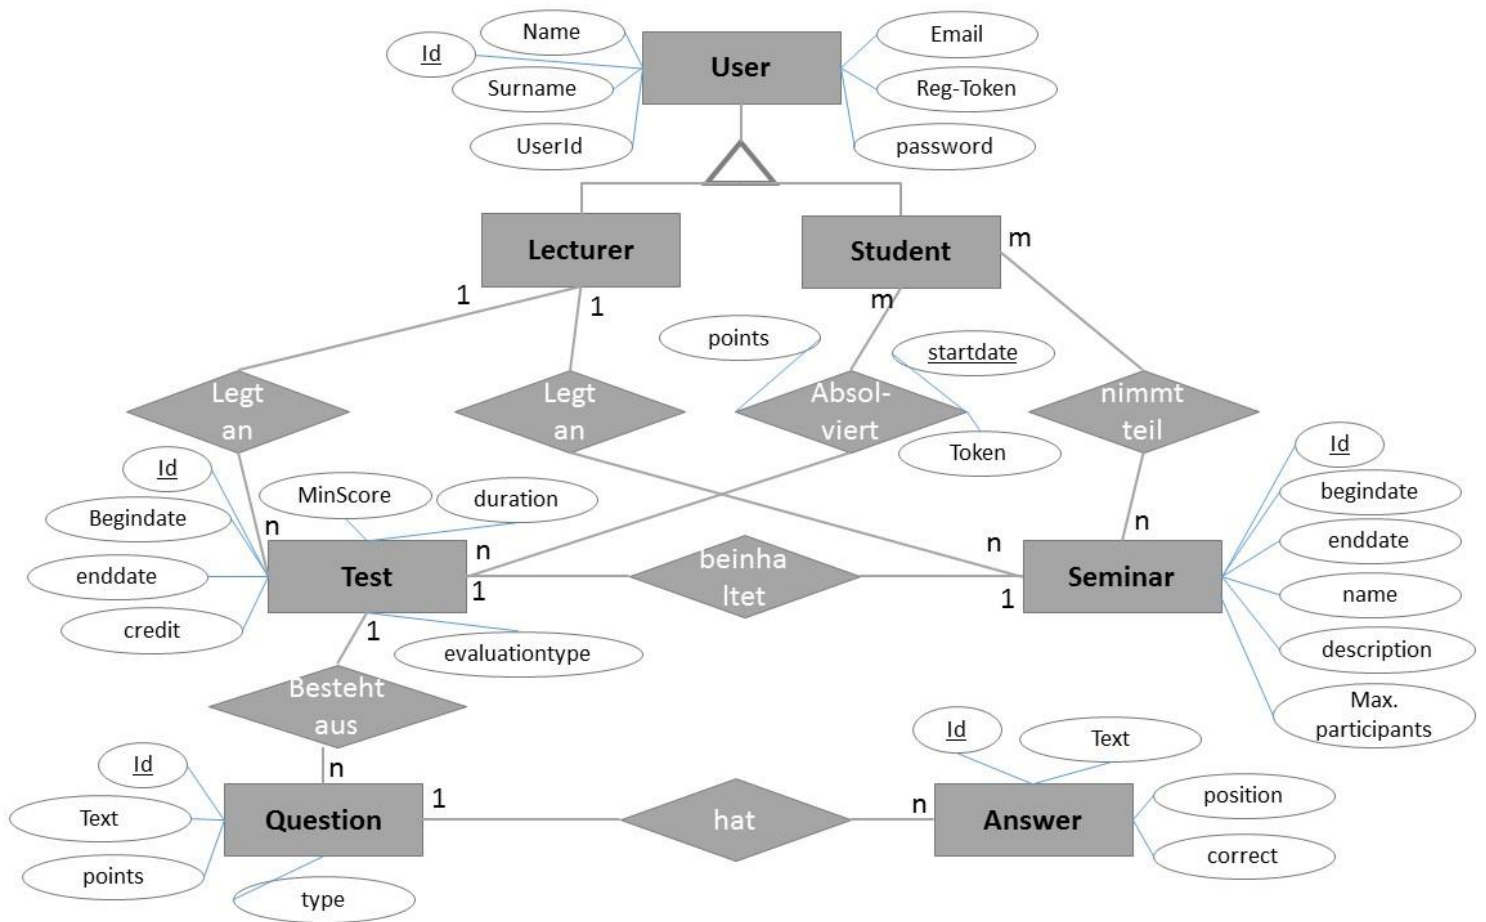 Name
Email
Id
User
Surname
Reg-Token
UserId
password
Lecturer
Student
m
1
1
m
points
startdate
Legt
an
Legt
an
Absol-
viert
nimmt
teil
Token
Id
Id
MinScore
duration
begindate
Begindate
n
n
n
n
enddate
beinha
ltet
enddate
Test
Seminar
1
1
name
credit
1
evaluationtype
description
Besteht
aus
Max.
participants
Id
Text
Id
n
position
Text
Question
1
hat
n
Answer
points
correct
type